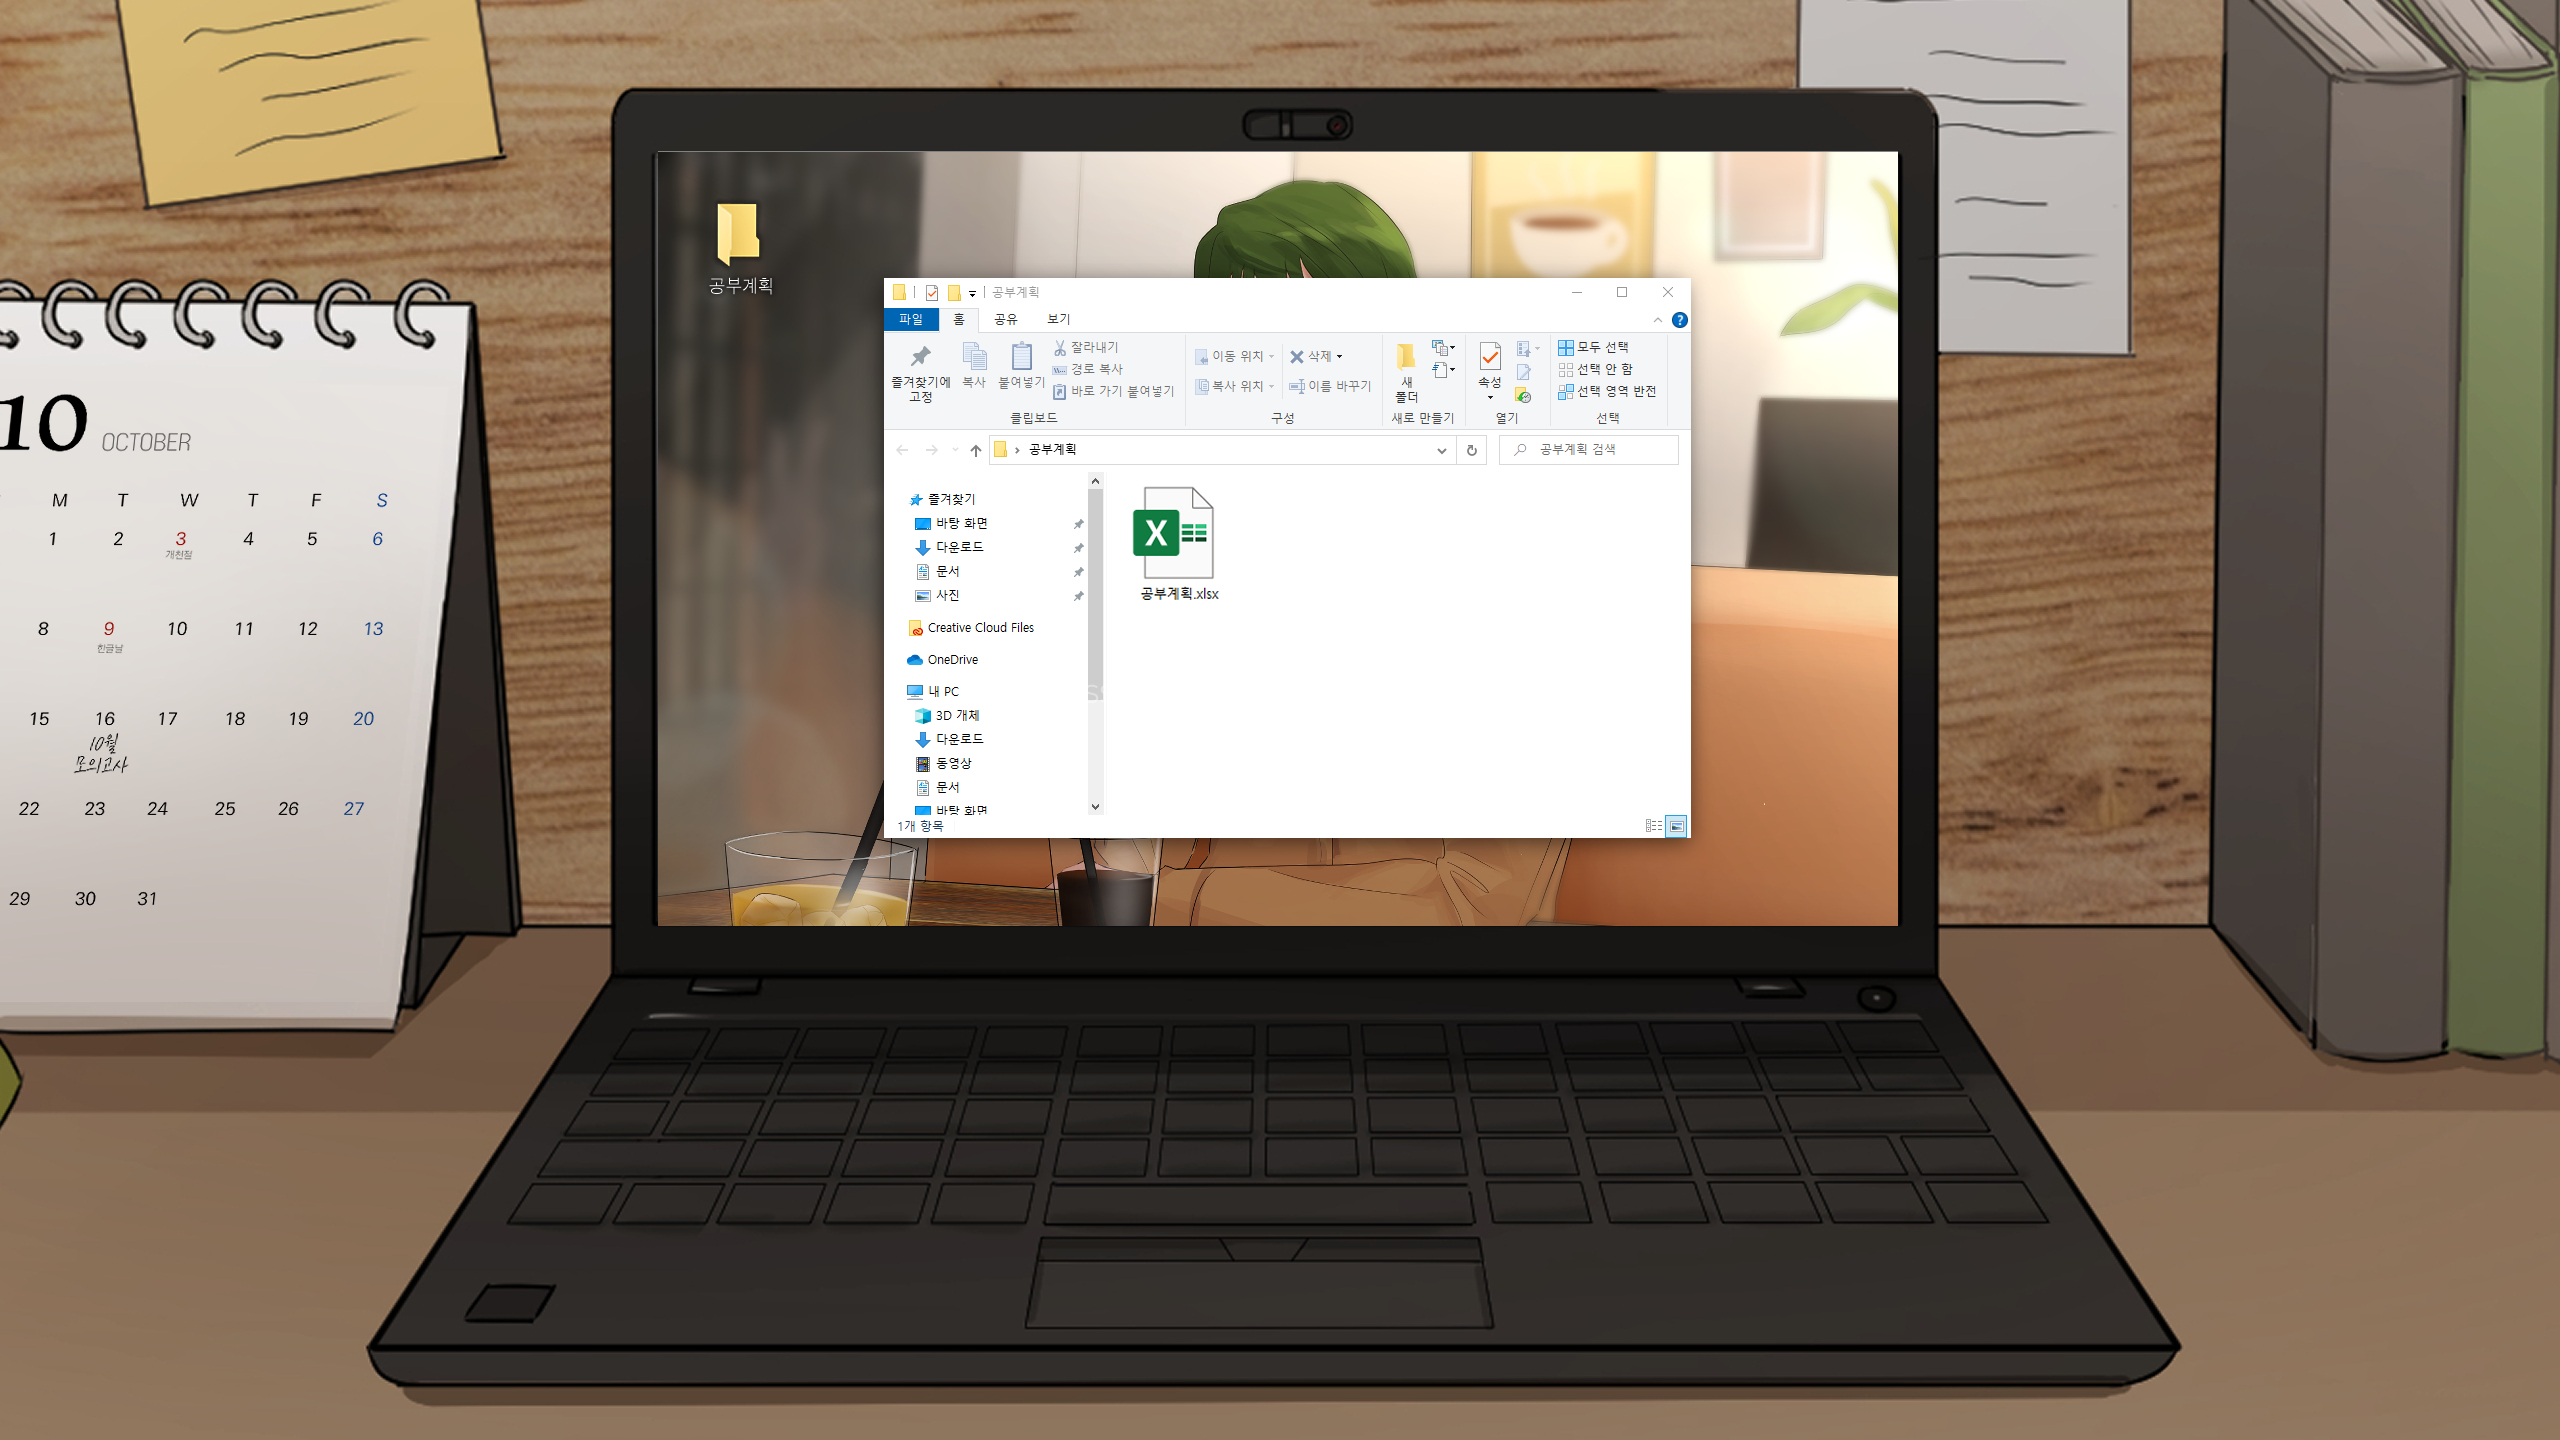 10 OCTOBER
M T W T F S
1 2 3 4 5 6
개천절
8 9 10 11 12 13
한글날
15 16 17 18 19 20
10월
모의고사
22 23 24 25 26 27
29 30 31
공부계획
공부계획
파일 홈 공유 보기
즐겨찾기에
고정
복사
붙여넣기
잘라내기
경로 복사
바로 가기 붙여넣기
클립보드
이동 위치
복사 위치
삭제
이름 바꾸기
구성
새
폴더
새로 만들기
속성
열기
모두 선택
선택 안 함
선택 영역 반전
선택
공부계획
공부계획 검색
즐겨찾기
바탕 화면
다운로드
문서
사진
Creative Cloud Files
OneDrive
내 PC
3D 개체
다운로드
동영상
문서
바탕 화면
공부계획.xlsx
1개 항목